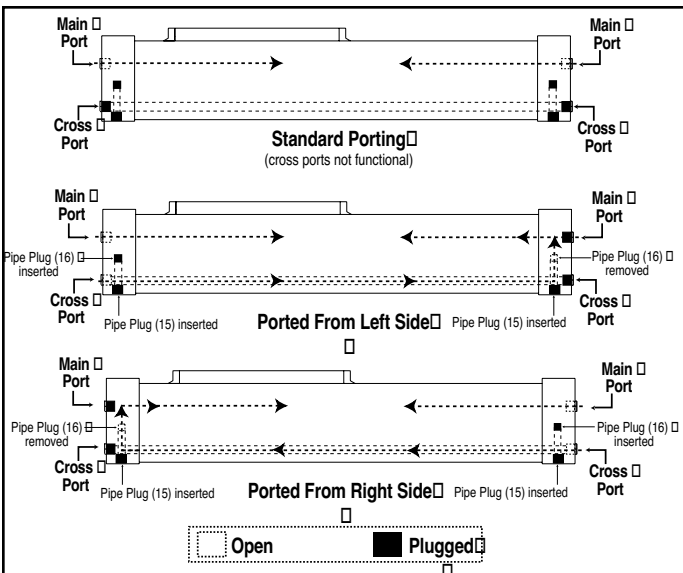 Main
Port
Main
Port
Cross
Port
Cross
Port
Standard Porting
(cross ports not functional)
Main
Port
Main
Port
Pipe Plug (16)
inserted
Pipe Plug (16)
removed
Cross
Port
Cross
Port
Pipe Plug (15) inserted
Ported From Left Side
Pipe Plug (15) inserted
Main
Port
Main
Port
Pipe Plug (16)
removed
Pipe Plug (16)
inserted
Cross
Port
Cross
Port
Pipe Plug (15) inserted
Ported From Right Side
Pipe Plug (15) inserted
Open
Plugged